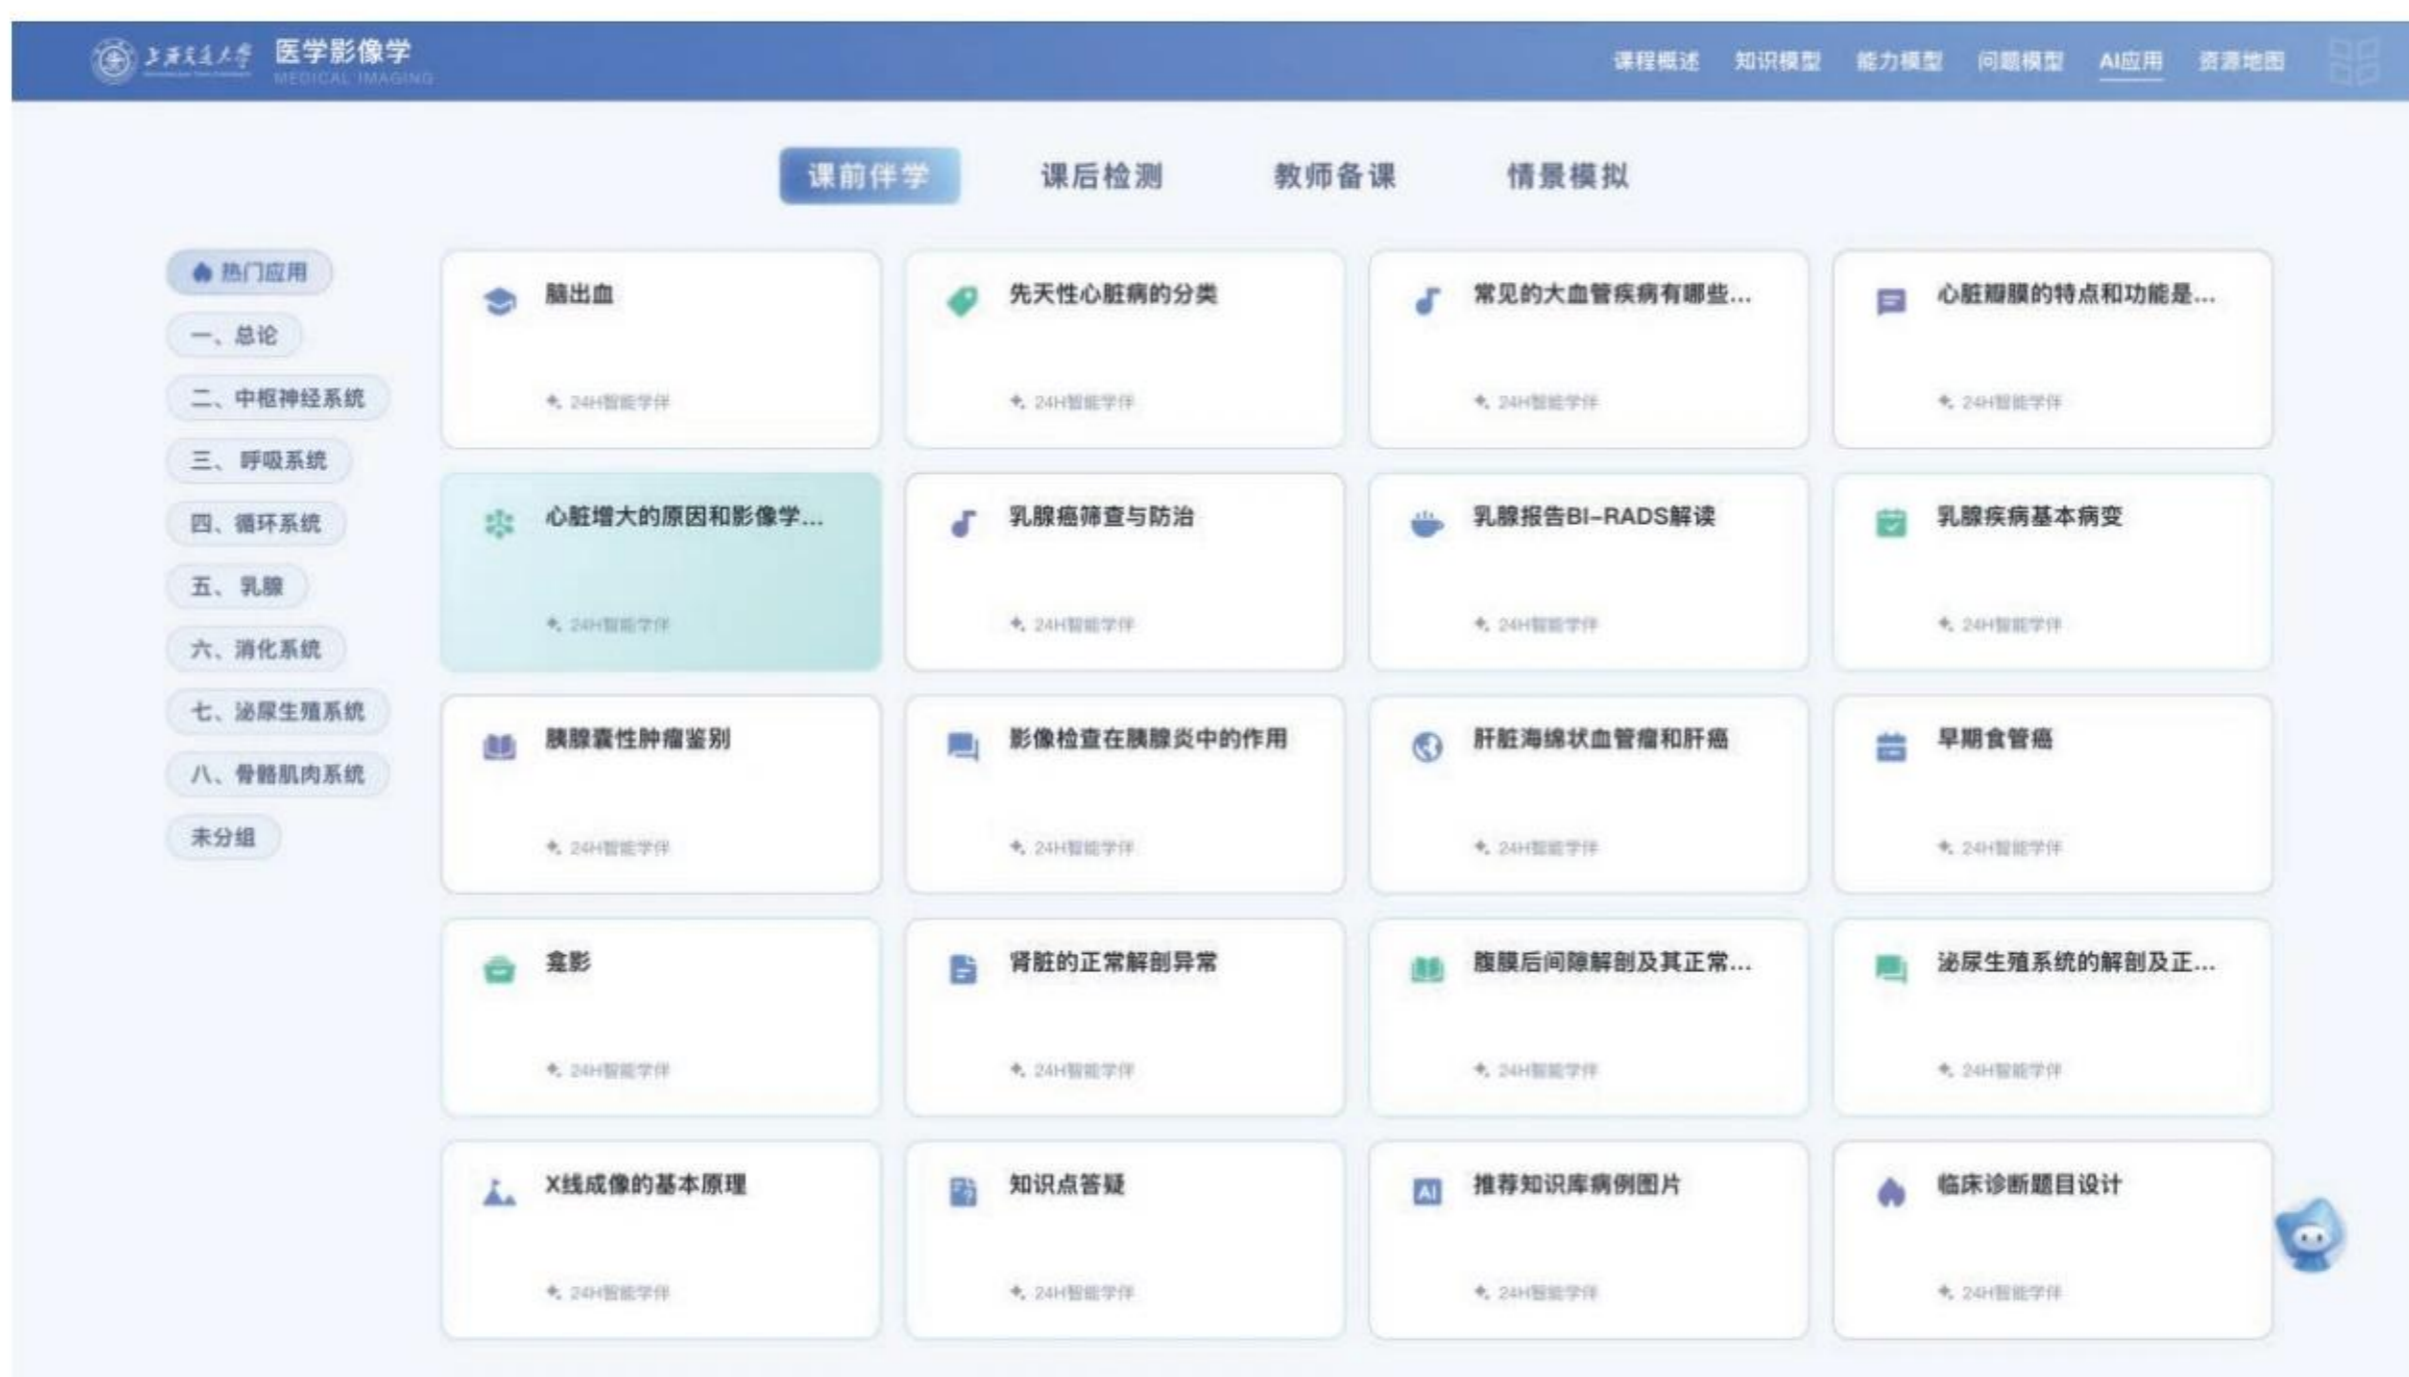 上海交通大学 医学影像学
MEDICAL IMAGING
课程概述 知识模型 能力模型 问题模型 AI应用 资源地图
课前伴学 课后检测 教师备课 情景模拟
热门应用
一、总论
二、中枢神经系统
三、呼吸系统
四、循环系统
五、乳腺
六、消化系统
七、泌尿生殖系统
八、骨骼肌肉系统
未分组
脑出血 先天性心脏病的分类 常见的大血管疾病有哪些... 心脏瓣膜的特点和功能是...
24H智能学伴 24H智能学伴 24H智能学伴 24H智能学伴
心脏增大的原因和影像学... 乳腺癌筛查与防治 乳腺报告BI-RADS解读 乳腺疾病基本病变
24H智能学伴 24H智能学伴 24H智能学伴 24H智能学伴
胰腺囊性肿瘤鉴别 影像检查在胰腺炎中的作用 肝脏海绵状血管瘤和肝癌 早期食管癌
24H智能学伴 24H智能学伴 24H智能学伴 24H智能学伴
龛影 肾脏的正常解剖异常 腹膜后间隙解剖及其正常... 泌尿生殖系统的解剖及正...
24H智能学伴 24H智能学伴 24H智能学伴 24H智能学伴
X线成像的基本原理 知识点答疑 AI 推荐知识库病例图片 临床诊断题目设计
24H智能学伴 24H智能学伴 24H智能学伴 24H智能学伴